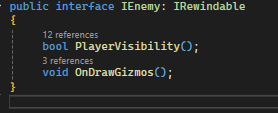 public interface IEnemy: IRewindable
{
12 references
bool PlayerVisibility();
3 references
void OnDrawGizmos();
}